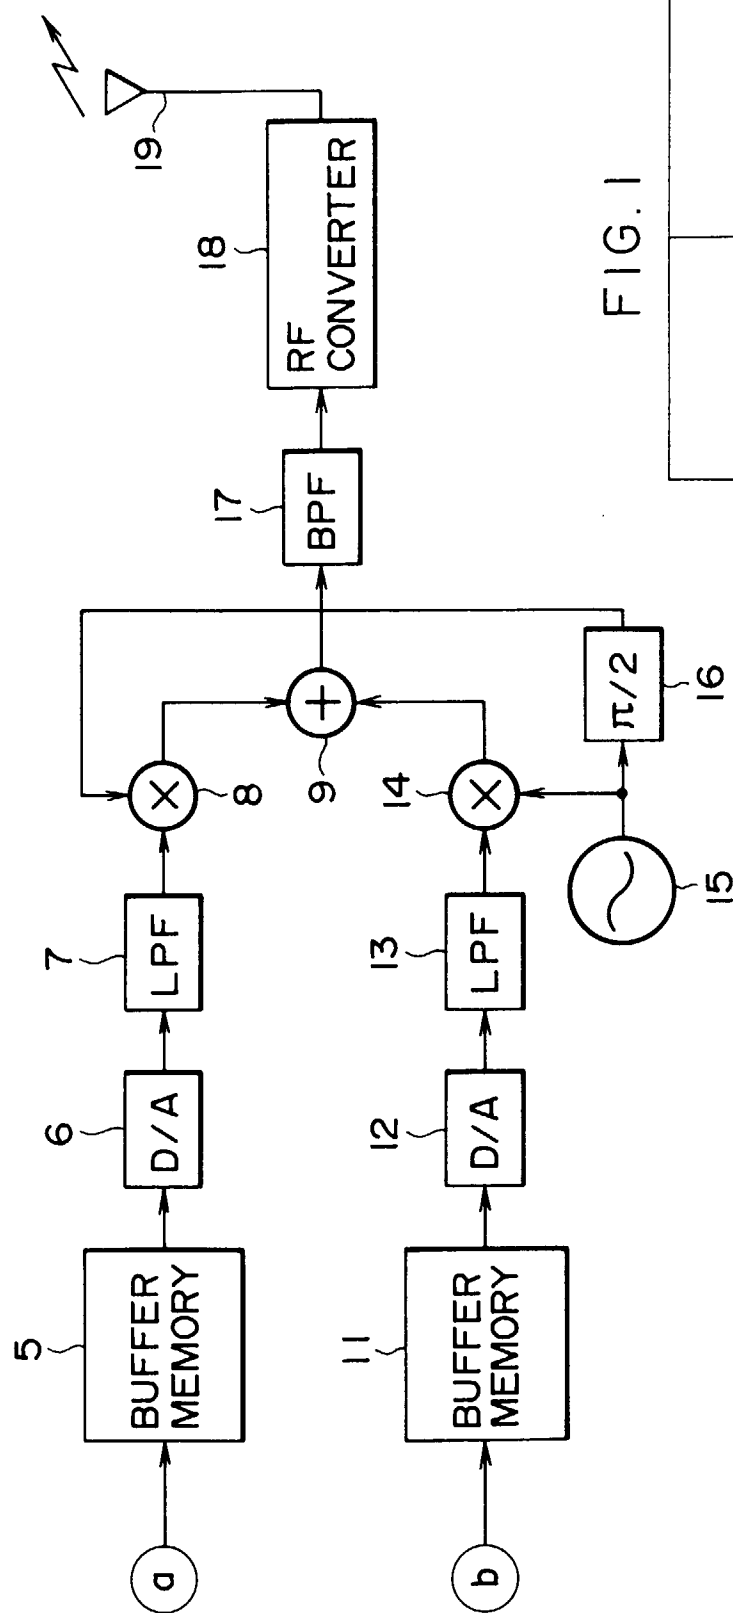 a
5
BUFFER
MEMORY
6
D/A
7
LPF
×
8
+
9
17
BPF
18
RF
CONVERTER
19
b
11
BUFFER
MEMORY
12
D/A
13
LPF
14
×
15
π/2
16
FIG. 1